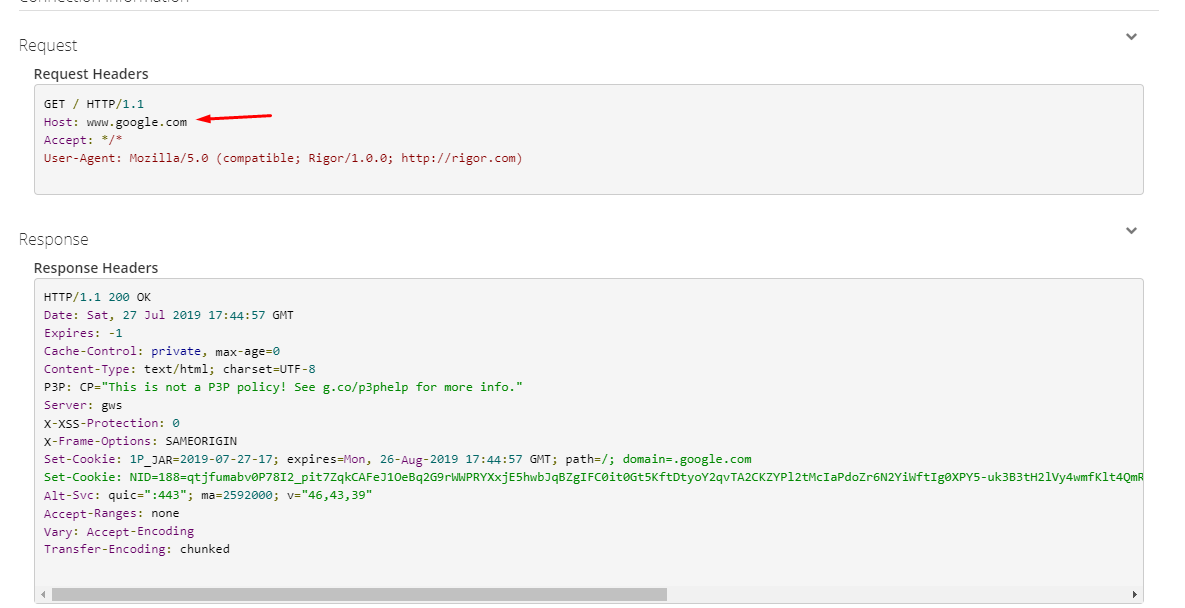 Connection Information
Request
Request Headers
GET / HTTP/1.1
Host: www.google.com
Accept: */*
User-Agent: Mozilla/5.0 (compatible; Rigor/1.0.0; http://rigor.com)
Response
Response Headers
HTTP/1.1 200 OK
Date: Sat, 27 Jul 2019 17:44:57 GMT
Expires: -1
Cache-Control: private, max-age=0
Content-Type: text/html; charset=UTF-8
P3P: CP="This is not a P3P policy! See g.co/p3phelp for more info."
Server: gws
X-XSS-Protection: 0
X-Frame-Options: SAMEORIGIN
Set-Cookie: 1P_JAR=2019-07-27-17; expires=Mon, 26-Aug-2019 17:44:57 GMT; path=/; domain=.google.com
Set-Cookie: NID=188=qtjfumabv0P78I2_pit7ZqkCAFeJ1OeBq2G9rWWPRYXxjE5hwbJqBZgIFC0it0Gt5KftDtyoY2qvTA2CKZYPl2tMcIaPdoZr6N2YiWftIg0XPY5-uk3B3tH2lVy4wmfKlt4QmR
Alt-Svc: quic=":443"; ma=2592000; v="46,43,39"
Accept-Ranges: none
Vary: Accept-Encoding
Transfer-Encoding: chunked